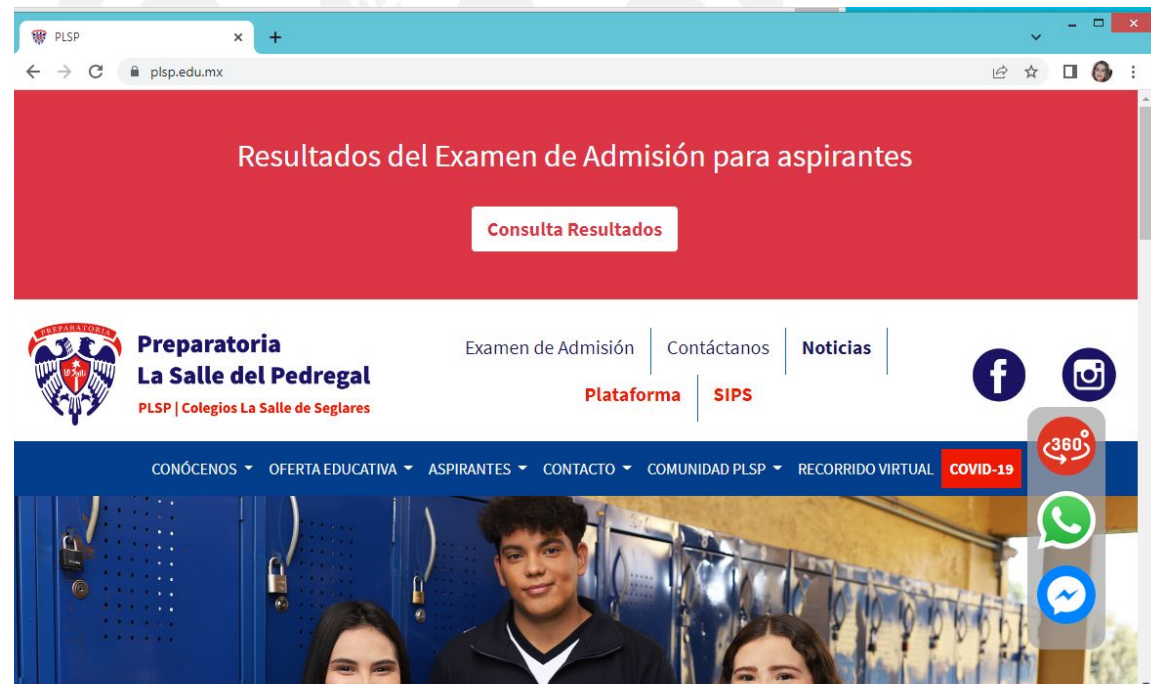 PLSP
plsp.edu.mx
Resultados del Examen de Admisión para aspirantes
Consulta Resultados
PREPARATORIA
Preparatoria
La Salle del Pedregal
PLSP | Colegios La Salle de Seglares
Examen de Admisión Contáctanos Noticias
Plataforma SIPS
360°
CONÓCENOS OFERTA EDUCATIVA ASPIRANTES CONTACTO COMUNIDAD PLSP RECORRIDO VIRTUAL COVID-19